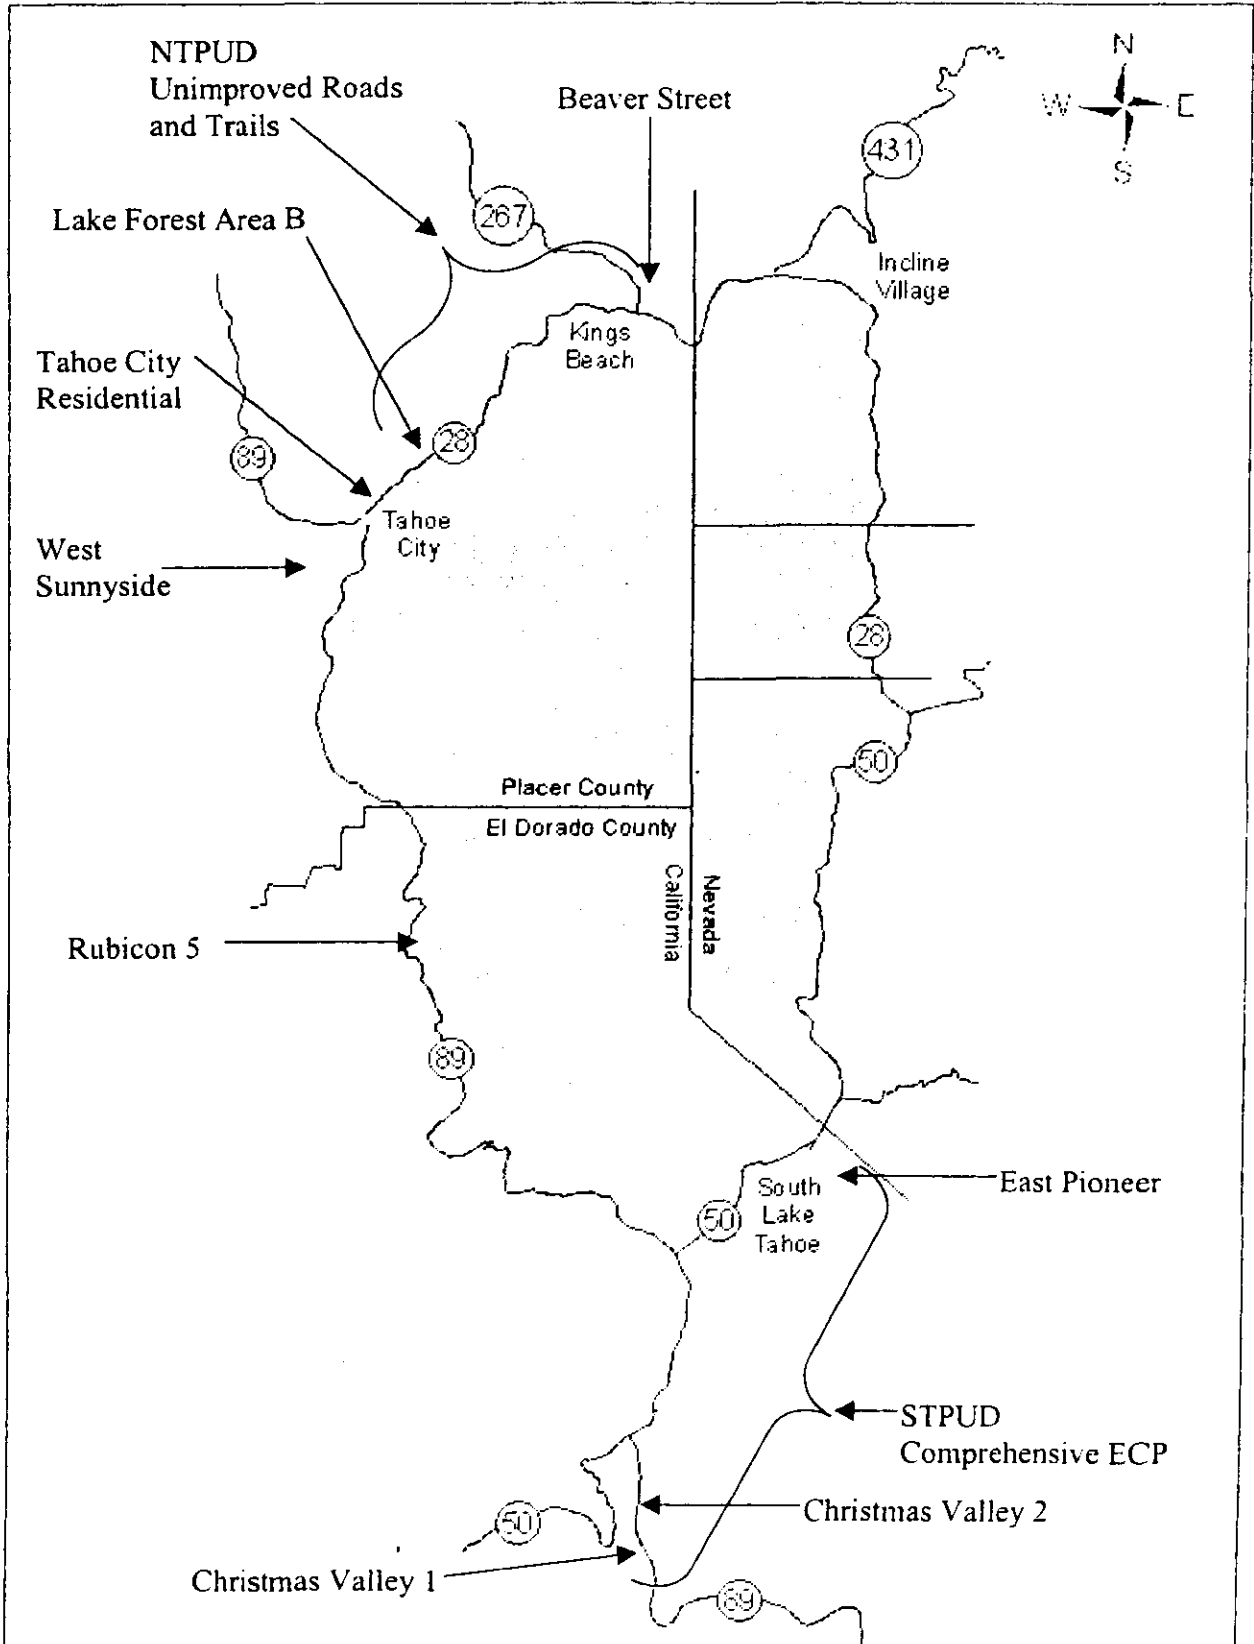 NTPUD
Unimproved Roads
and Trails
Beaver Street
N
W
E
S
431
267
Lake Forest Area B
Incline
Village
Kings
Beach
Tahoe City
Residential
28
89
Tahoe
City
West
Sunnyside
28
50
Placer County
El Dorado County
California
Nevada
Rubicon 5
89
East Pioneer
South
Lake
Tahoe
50
STPUD
Comprehensive ECP
Christmas Valley 2
50
Christmas Valley 1
89